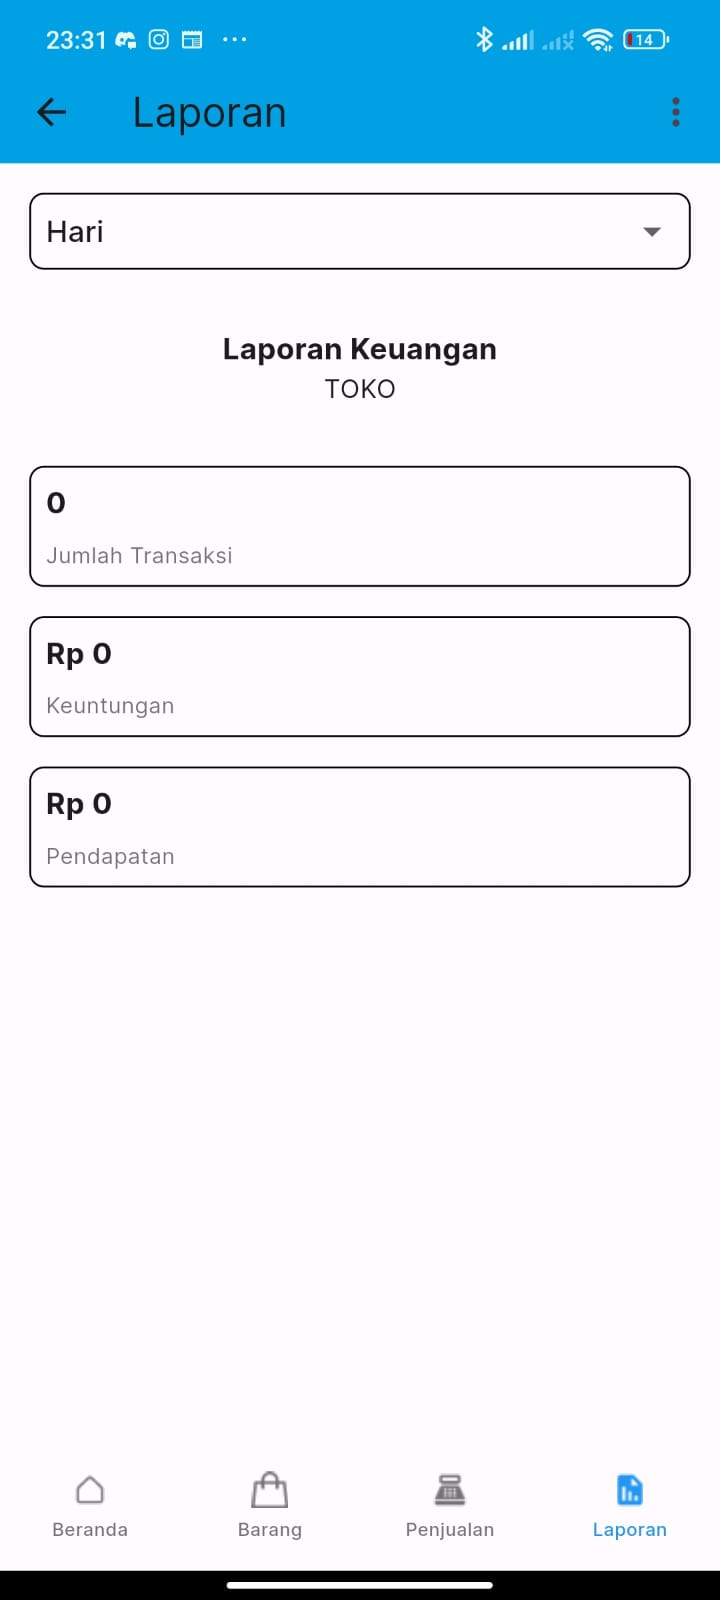 23:31
14
Laporan
Hari
Laporan Keuangan
TOKO
0
Jumlah Transaksi
Rp 0
Keuntungan
Rp 0
Pendapatan
Beranda
Barang
Penjualan
Laporan